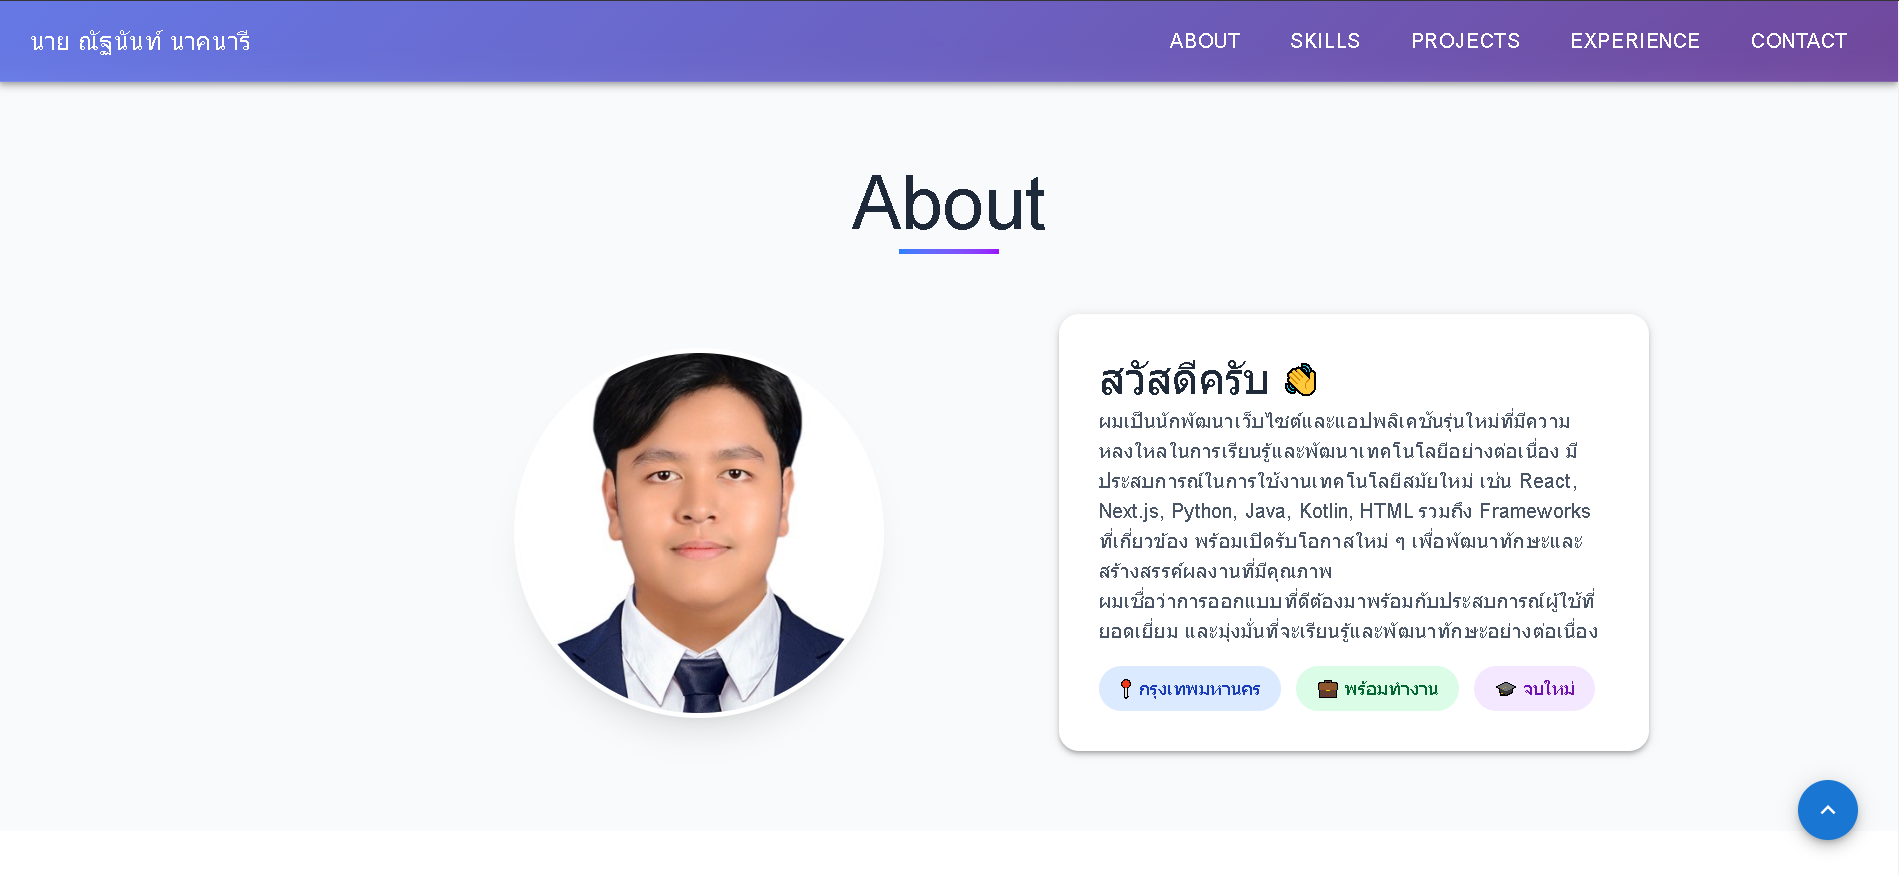 นาย ณัฐนันท์ นาคนารี
ABOUT SKILLS PROJECTS EXPERIENCE CONTACT
About
สวัสดีครับ 👋
ผมเป็นนักพัฒนาเว็บไซต์และแอปพลิเคชันรุ่นใหม่ที่มีความ
หลงใหลในการเรียนรู้และพัฒนาเทคโนโลยีอย่างต่อเนื่อง มี
ประสบการณ์ในการใช้งานเทคโนโลยีสมัยใหม่ เช่น React,
Next.js, Python, Java, Kotlin, HTML รวมถึง Frameworks
ที่เกี่ยวข้อง พร้อมเปิดรับโอกาสใหม่ ๆ เพื่อพัฒนาทักษะและ
สร้างสรรค์ผลงานที่มีคุณภาพ
ผมเชื่อว่าการออกแบบที่ดีต้องมาพร้อมกับประสบการณ์ผู้ใช้ที่
ยอดเยี่ยม และมุ่งมั่นที่จะเรียนรู้และพัฒนาทักษะอย่างต่อเนื่อง
📍 กรุงเทพมหานคร 💼 พร้อมทำงาน 🎓 จบใหม่